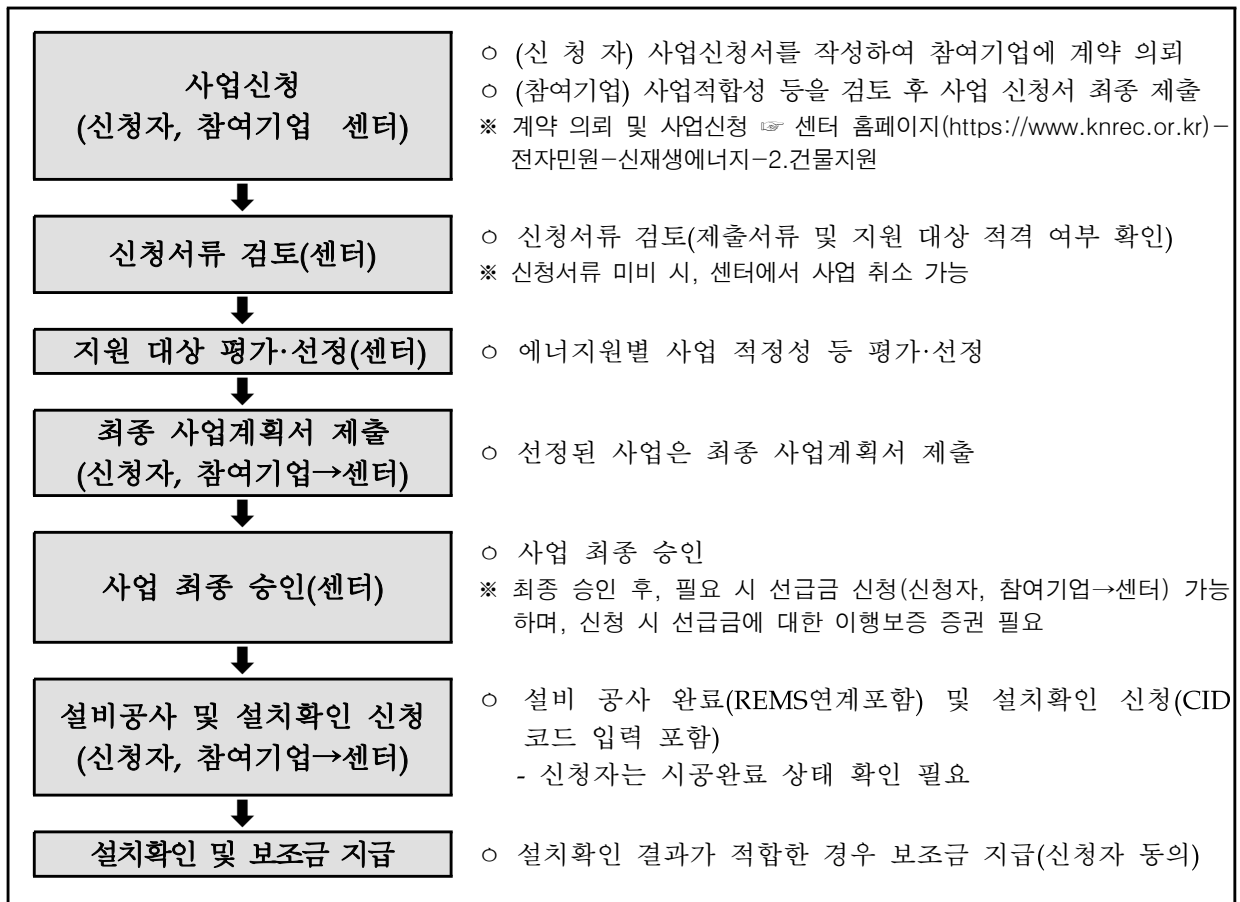 사업신청
(신청자, 참여기업 센터)
ㅇ (신 청 자) 사업신청서를 작성하여 참여기업에 계약 의뢰
ㅇ (참여기업) 사업적합성 등을 검토 후 사업 신청서 최종 제출
※ 계약 의뢰 및 사업신청 ☞ 센터 홈페이지(https://www.knrec.or.kr)-
전자민원-신재생에너지-2.건물지원
신청서류 검토(센터)
ㅇ 신청서류 검토(제출서류 및 지원 대상 적격 여부 확인)
※ 신청서류 미비 시, 센터에서 사업 취소 가능
지원 대상 평가·선정(센터)
ㅇ 에너지원별 사업 적정성 등 평가·선정
최종 사업계획서 제출
(신청자, 참여기업→센터)
ㅇ 선정된 사업은 최종 사업계획서 제출
사업 최종 승인(센터)
ㅇ 사업 최종 승인
※ 최종 승인 후, 필요 시 선급금 신청(신청자, 참여기업→센터) 가능
하며, 신청 시 선급금에 대한 이행보증 증권 필요
설비공사 및 설치확인 신청
(신청자, 참여기업→센터)
ㅇ 설비 공사 완료(REMS연계포함) 및 설치확인 신청(CID
코드 입력 포함)
- 신청자는 시공완료 상태 확인 필요
설치확인 및 보조금 지급
ㅇ 설치확인 결과가 적합한 경우 보조금 지급(신청자 동의)